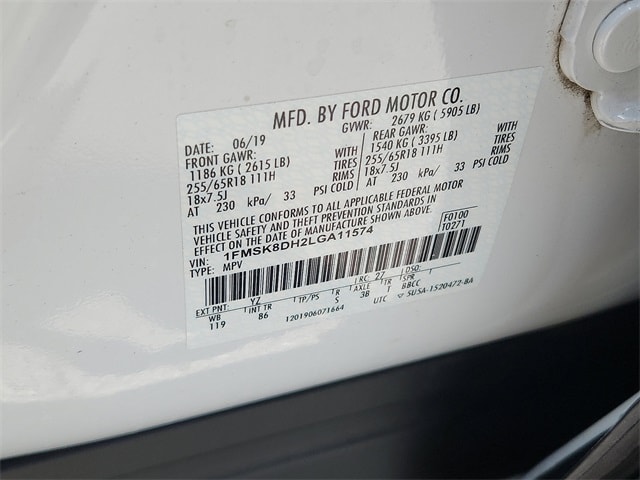 MFD. BY FORD MOTOR CO.
DATE: 06/19 GVWR: 2679 KG ( 5905 LB)
FRONT GAWR: REAR GAWR:
1186 KG ( 2615 LB) WITH 1540 KG ( 3395 LB) WITH
255/65R18 111H TIRES 255/65R18 111H TIRES
18x7.5J RIMS 18x7.5J RIMS
AT 230 kPa/ 33 PSI COLD AT 230 kPa/ 33 PSI COLD
THIS VEHICLE CONFORMS TO ALL APPLICABLE FEDERAL MOTOR
VEHICLE SAFETY AND THEFT PREVENTION STANDARDS IN
EFFECT ON THE DATE OF MANUFACTURE SHOWN ABOVE.
VIN: 1FMSK8DH2LGA11574 F0100
TYPE: MPV T0271
EXT PNT: YZ RC: 27 DSO:
WB INT TR TP/PS R AXLE TR SPR
119 86 S 3B T BBCC
1201906071664 UTC 5U5A-1520472-BA